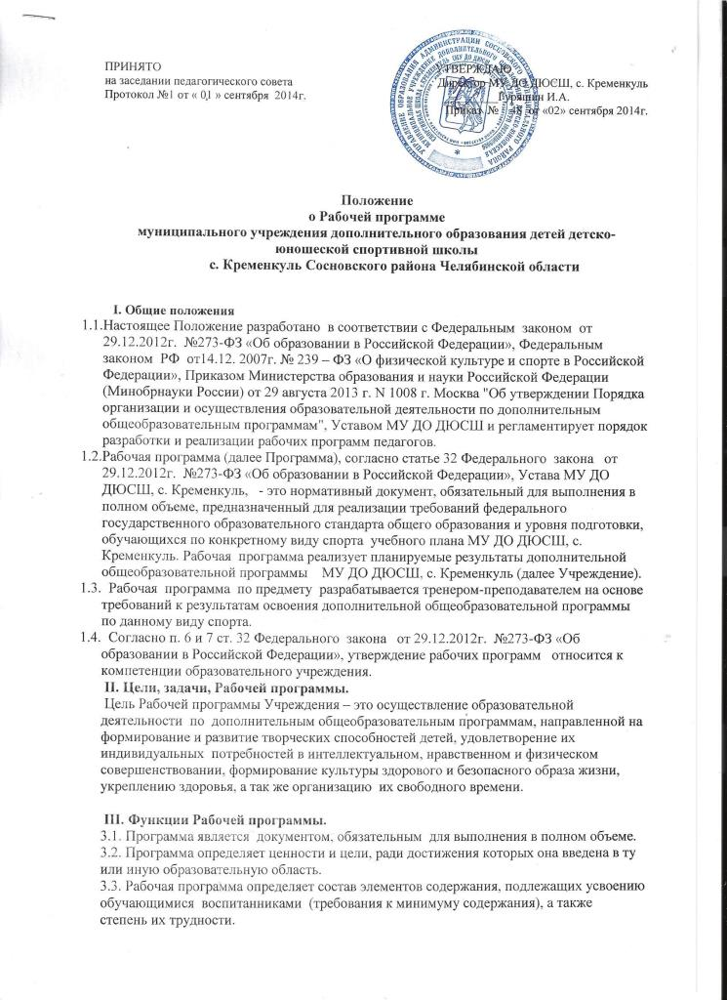 ПРИНЯТО
на заседании педагогического совета
Протокол №1 от « 01 » сентября 2014г.
УТВЕРЖДАЮ
Директор МУ ДО ДЮСШ, с. Кременкуль
Гуряшин И.А.
Приказ № 48 от «02» сентября 2014г.
Положение
о Рабочей программе
муниципального учреждения дополнительного образования детей детско-
юношеской спортивной школы
с. Кременкуль Сосновского района Челябинской области
I. Общие положения
1.1.Настоящее Положение разработано в соответствии с Федеральным законом от
29.12.2012г. №273-ФЗ «Об образовании в Российской Федерации», Федеральным
законом РФ от14.12. 2007г. № 239 – ФЗ «О физической культуре и спорте в Российской
Федерации», Приказом Министерства образования и науки Российской Федерации
(Минобрнауки России) от 29 августа 2013 г. N 1008 г. Москва "Об утверждении Порядка
организации и осуществления образовательной деятельности по дополнительным
общеобразовательным программам", Уставом МУ ДО ДЮСШ и регламентирует порядок
разработки и реализации рабочих программ педагогов.
1.2.Рабочая программа (далее Программа), согласно статье 32 Федерального закона от
29.12.2012г. №273-ФЗ «Об образовании в Российской Федерации», Устава МУ ДО
ДЮСШ, с. Кременкуль, - это нормативный документ, обязательный для выполнения в
полном объеме, предназначенный для реализации требований федерального
государственного образовательного стандарта общего образования и уровня подготовки,
обучающихся по конкретному виду спорта учебного плана МУ ДО ДЮСШ, с.
Кременкуль. Рабочая программа реализует планируемые результаты дополнительной
общеобразовательной программы МУ ДО ДЮСШ, с. Кременкуль (далее Учреждение).
1.3. Рабочая программа по предмету разрабатывается тренером-преподавателем на основе
требований к результатам освоения дополнительной общеобразовательной программы
по данному виду спорта.
1.4. Согласно п. 6 и 7 ст. 32 Федерального закона от 29.12.2012г. №273-ФЗ «Об
образовании в Российской Федерации», утверждение рабочих программ относится к
компетенции образовательного учреждения.
II. Цели, задачи, Рабочей программы.
Цель Рабочей программы Учреждения – это осуществление образовательной
деятельности по дополнительным общеобразовательным программам, направленной на
формирование и развитие творческих способностей детей, удовлетворение их
индивидуальных потребностей в интеллектуальном, нравственном и физическом
совершенствовании, формирование культуры здорового и безопасного образа жизни,
укреплению здоровья, а так же организацию их свободного времени.
III. Функции Рабочей программы.
3.1. Программа является документом, обязательным для выполнения в полном объеме.
3.2. Программа определяет ценности и цели, ради достижения которых она введена в ту
или иную образовательную область.
3.3. Рабочая программа определяет состав элементов содержания, подлежащих усвоению
обучающимися воспитанниками (требования к минимуму содержания), а также
степень их трудности.